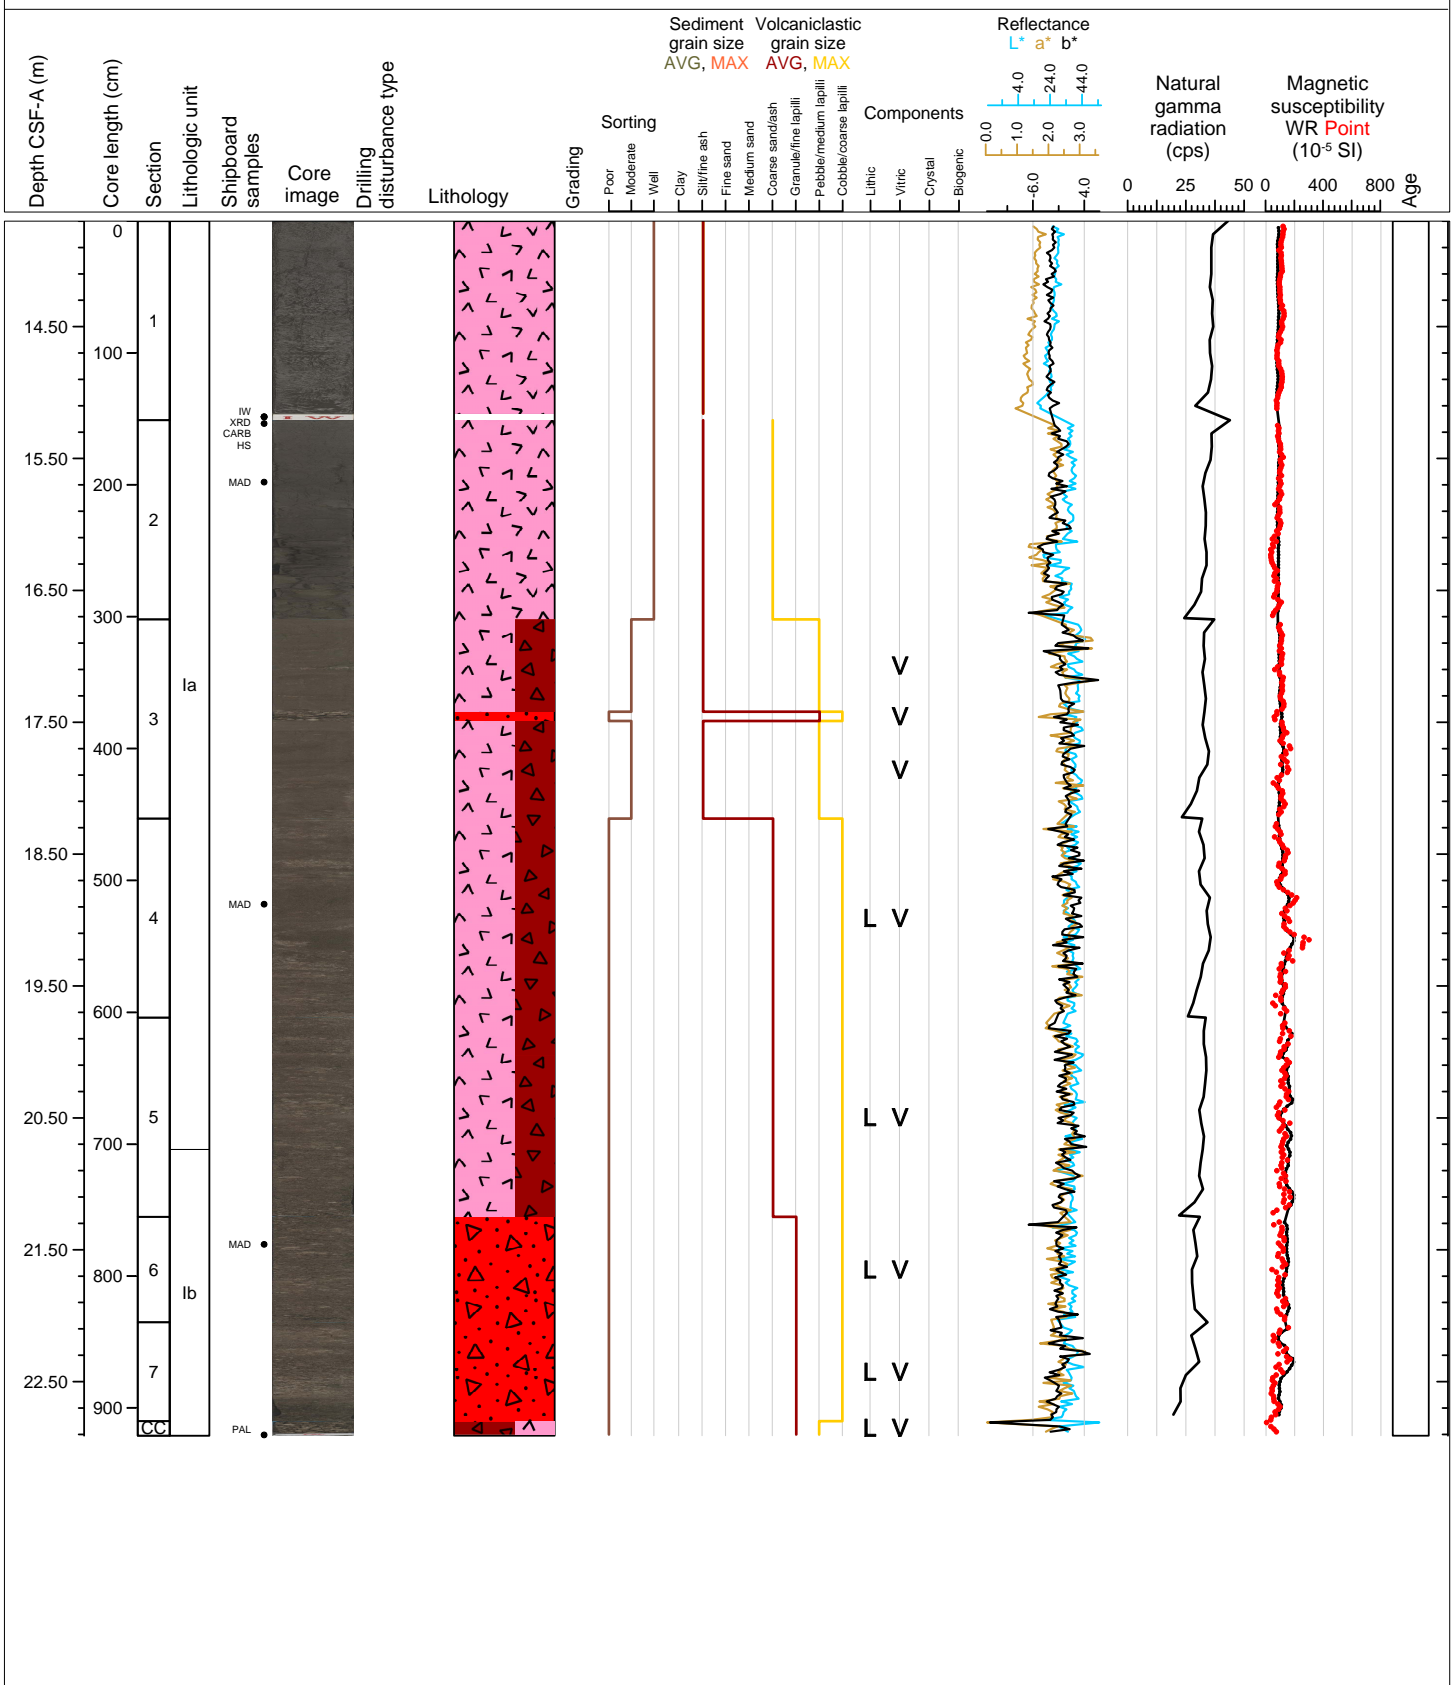 Depth CSF-A (m)
Core length (cm)
Section
Lithologic unit
Shipboard
samples
Core
image
Drilling
disturbance type
Lithology
Grading
Sorting
Poor
Moderate
Well
Sediment
grain size
AVG, MAX
Volcaniclastic
grain size
AVG, MAX
Clay
Silt/fine ash
Fine sand
Medium sand
Coarse sand/ash
Granule/fine lapilli
Pebble/medium lapilli
Cobble/coarse lapilli
Components
Lithic
Vitric
Crystal
Biogenic
Reflectance
L* a* b*
4.0 24.0 44.0
0.0 1.0 2.0 3.0
-6.0 4.0
Natural
gamma
radiation
(cps)
0 25 50
Magnetic
susceptibility
WR Point
(10-5 SI)
0 400 800
Age
0
14.50
1
100
IW
IW
XRD
CARB
HS
15.50
MAD
200
2
16.50
300
V
Ia
V
17.50
3
400
V
18.50
500
MAD
4
L V
19.50
600
20.50
5
L V
700
MAD
21.50
6
L V
800
Ib
7
L V
22.50
900
CC
PAL
L V